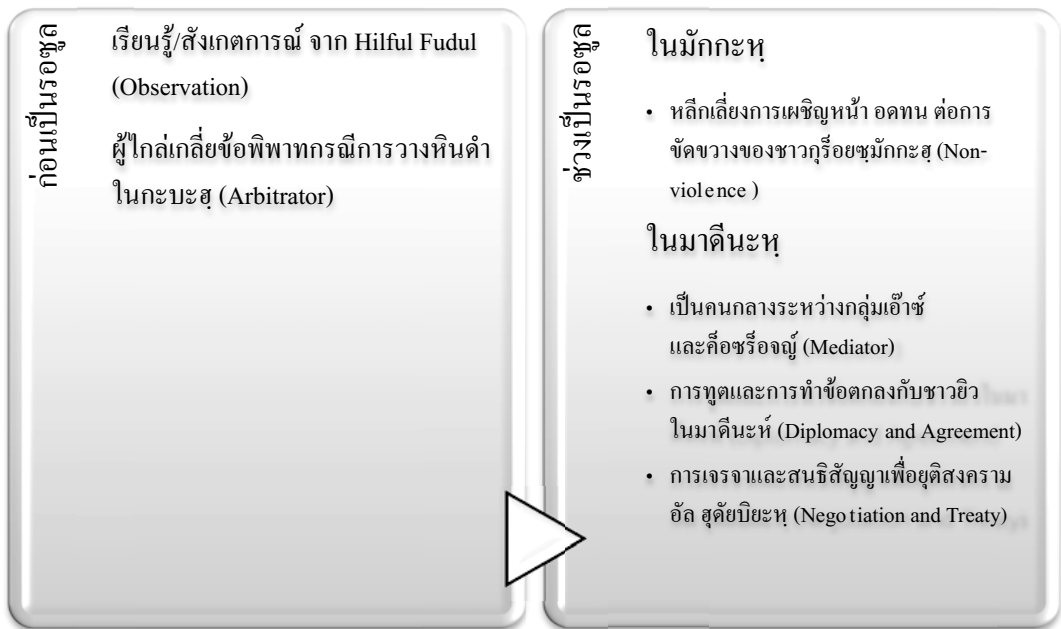 ก่อนเป็นรอซูล
เรียนรู้/สังเกตการณ์ จาก Hilful Fudul
(Observation)
ผู้ไกล่เกลี่ยข้อพิพาทกรณีการวางหินดำ
ในกะบะฮฺ (Arbitrator)
ช่วงเป็นรอซูล
ในมักกะหฺ
• หลีกเลี่ยงการเผชิญหน้า อดทน ต่อการ
ขัดขวางของชาวกุร็อยซฺมักกะฮฺ (Non-
violence )
ในมาดีนะหฺ
• เป็นคนกลางระหว่างกลุ่มเอ๊าซ์
และค็อซร็อจญ์ (Mediator)
• การทูตและการทำข้อตกลงกับชาวยิว
ในมาดีนะห์ (Diplomacy and Agreement)
• การเจรจาและสนธิสัญญาเพื่อยุติสงคราม
อัล ฮุดัยบิยะหฺ (Negotiation and Treaty)